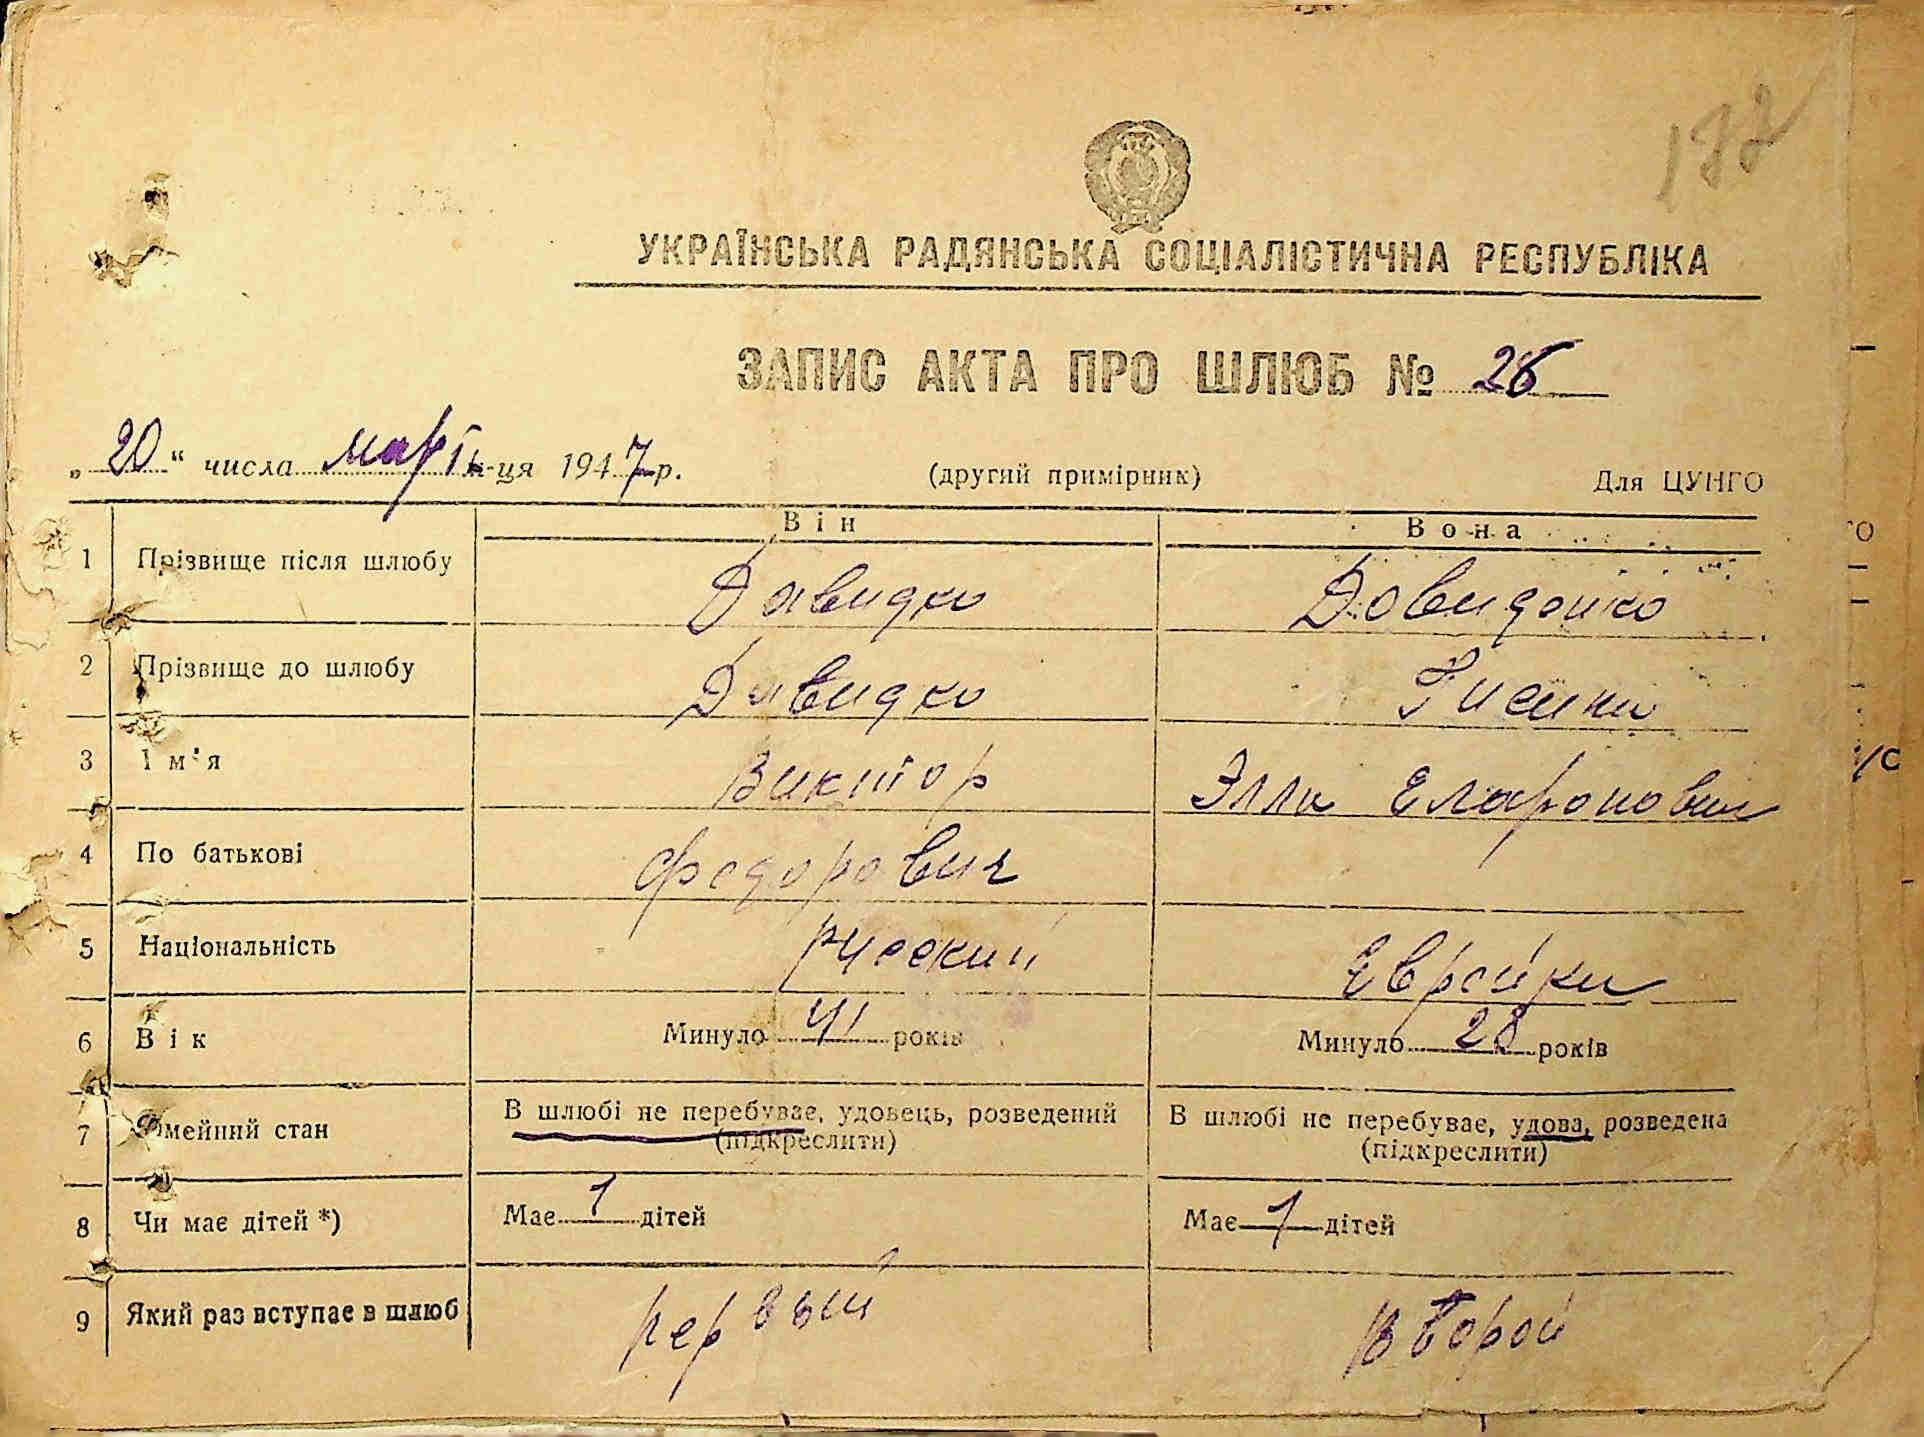 УКРАЇНСЬКА РАДЯНСЬКА СОЦІАЛІСТИЧНА РЕСПУБЛІКА
ЗАПИС АКТА ПРО ШЛЮБ № 26
„20“ числа март м-ця 1947 р. (другий примірник) Для ЦУНГО
Він Вона
1 Прізвище після шлюбу Давидко
2 Прізвище до шлюбу Давидко
3 Ім'я Виктор Элла
4 По батькові Федорович
5 Національність русский Еврейка
6 Вік Минуло 41 років Минуло 28 років
7 Сімейний стан В шлюбі не перебуває, удовець, розведений В шлюбі не перебуває, удова, розведена
(підкреслити) (підкреслити)
8 Чи має дітей *) Має 1 дітей Має 1 дітей
9 Який раз вступає в шлюб первый второй